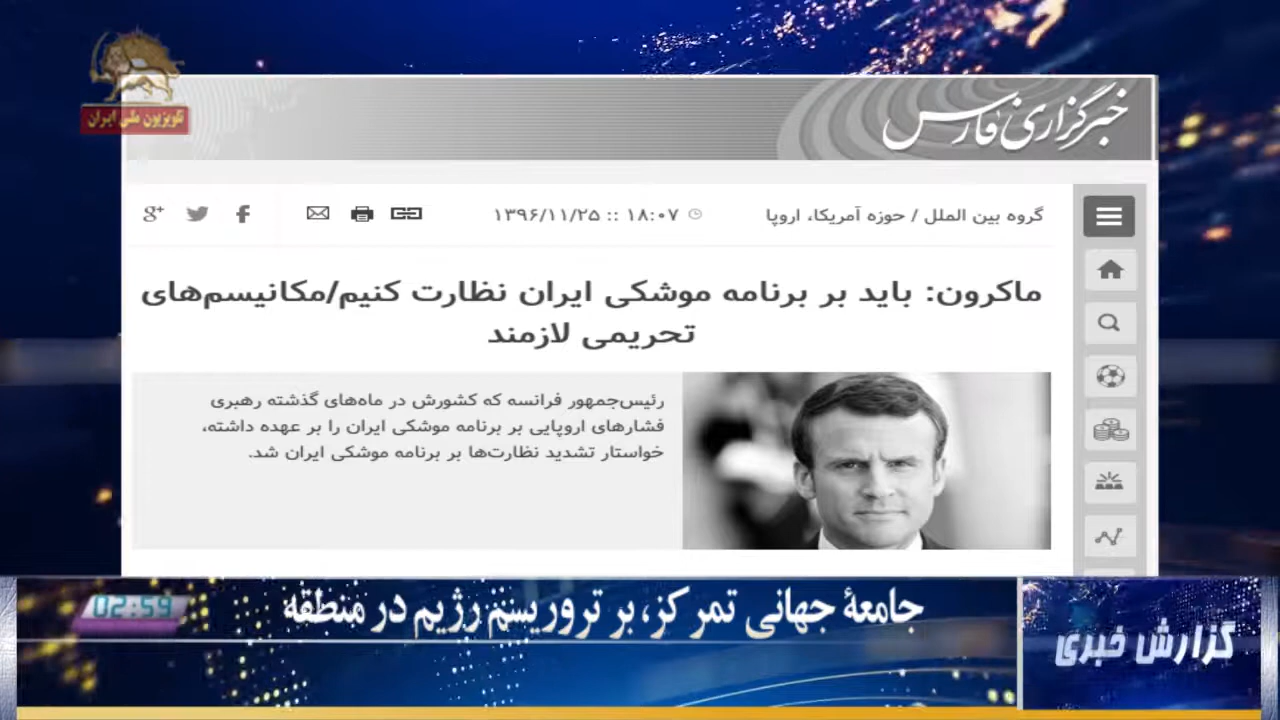 تلویزیون ملی ایران
خبرگزاری فارس
گروه بین الملل / حوزه آمریکا، اروپا
۱۳۹۶/۱۱/۲۵ :: ۱۸:۰۷
ماکرون: باید بر برنامه موشکی ایران نظارت کنیم/مکانیسم‌های
تحریمی لازمند
رئیس‌جمهور فرانسه که کشورش در ماه‌های گذشته رهبری
فشارهای اروپایی بر برنامه موشکی ایران را بر عهده داشته،
خواستار تشدید نظارت‌ها بر برنامه موشکی ایران شد.
گزارش خبری
جامعهٔ جهانی تمرکز، بر تروریسم رژیم در منطقه
02:59